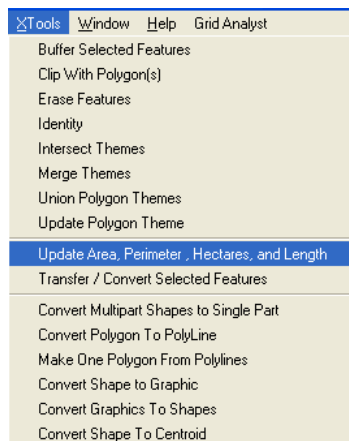 XTools Window Help Grid Analyst
Buffer Selected Features
Clip With Polygon(s)
Erase Features
Identity
Intersect Themes
Merge Themes
Union Polygon Themes
Update Polygon Theme
Update Area, Perimeter , Hectares, and Length
Transfer / Convert Selected Features
Convert Multipart Shapes to Single Part
Convert Polygon To PolyLine
Make One Polygon From Polylines
Convert Shape to Graphic
Convert Graphics To Shapes
Convert Shape To Centroid